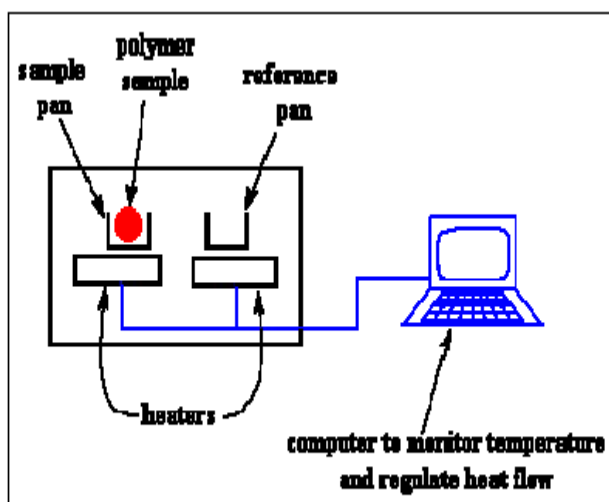 polymer
sample
sample
pan
reference
pan
heaters
computer to monitor temperature
and regulate heat flow